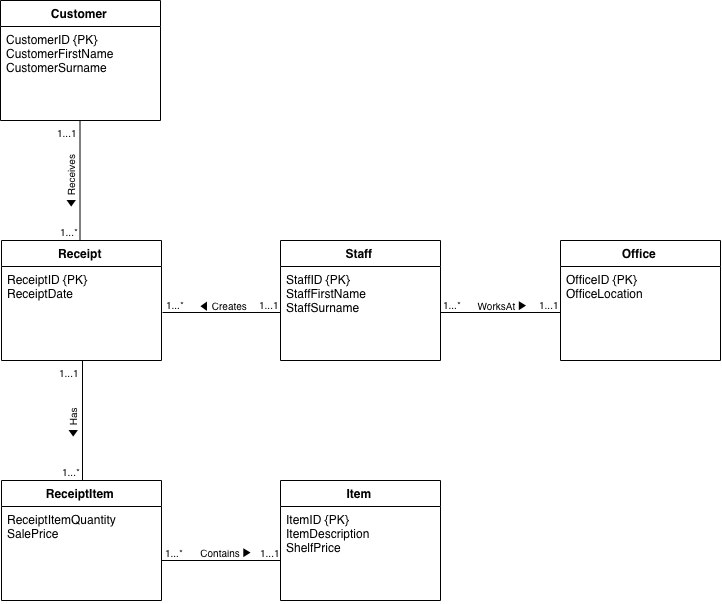 Customer
CustomerID {PK}
CustomerFirstName
CustomerSurname
1...1
Receives
1...*
Receipt
ReceiptID {PK}
ReceiptDate
1...*
Creates
1...1
Staff
StaffID {PK}
StaffFirstName
StaffSurname
1...*
WorksAt
1...1
Office
OfficeID {PK}
OfficeLocation
1...1
Has
1...*
ReceiptItem
ReceiptItemQuantity
SalePrice
1...*
Contains
1...1
Item
ItemID {PK}
ItemDescription
ShelfPrice